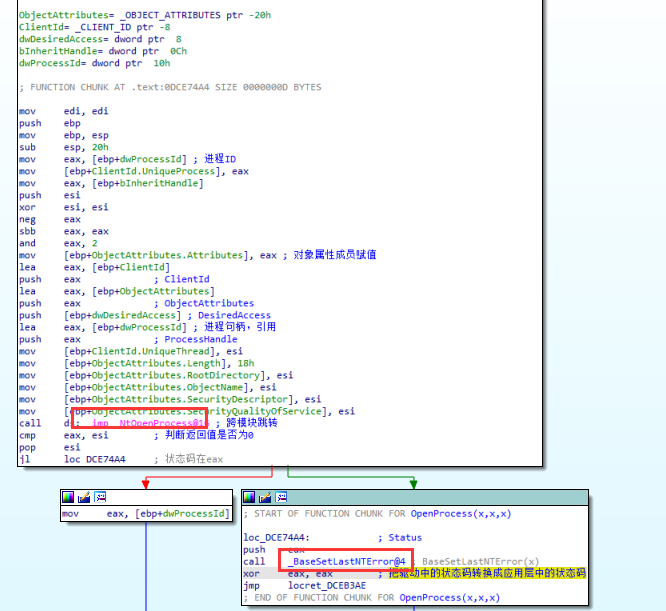 ObjectAttributes= _OBJECT_ATTRIBUTES ptr -20h
ClientId= _CLIENT_ID ptr -8
dwDesiredAccess= dword ptr  8
bInheritHandle= dword ptr  0Ch
dwProcessId= dword ptr  10h
; FUNCTION CHUNK AT .text:0DCE74A4 SIZE 0000000D BYTES
mov     edi, edi
push    ebp
mov     ebp, esp
sub     esp, 20h
mov     eax, [ebp+dwProcessId] ; 进程ID
mov     [ebp+ClientId.UniqueProcess], eax
mov     eax, [ebp+bInheritHandle]
push    esi
xor     esi, esi
neg     eax
sbb     eax, eax
and     eax, 2
mov     [ebp+ObjectAttributes.Attributes], eax ; 对象属性成员赋值
lea     eax, [ebp+ClientId]
push    eax             ; ClientId
lea     eax, [ebp+ObjectAttributes]
push    eax             ; ObjectAttributes
push    [ebp+dwDesiredAccess] ; DesiredAccess
lea     eax, [ebp+dwProcessId] ; 进程句柄，引用
push    eax             ; ProcessHandle
mov     [ebp+ClientId.UniqueThread], esi
mov     [ebp+ObjectAttributes.Length], 18h
mov     [ebp+ObjectAttributes.RootDirectory], esi
mov     [ebp+ObjectAttributes.ObjectName], esi
mov     [ebp+ObjectAttributes.SecurityDescriptor], esi
mov     [ebp+ObjectAttributes.SecurityQualityOfService], esi
call    ds:__imp__NtOpenProcess@16 ; 跨模块跳转
cmp     eax, esi        ; 判断返回值是否为0
pop     esi
jl      loc_DCE74A4     ; 状态码在eax
mov     eax, [ebp+dwProcessId]
; START OF FUNCTION CHUNK FOR OpenProcess(x,x,x)
loc_DCE74A4:            ; Status
push    eax
call    _BaseSetLastNTError@4 ; BaseSetLastNTError(x)
xor     eax, eax        ; 把驱动中的状态码转换成应用层中的状态码
jmp     locret_DCEB3AE
; END OF FUNCTION CHUNK FOR OpenProcess(x,x,x)